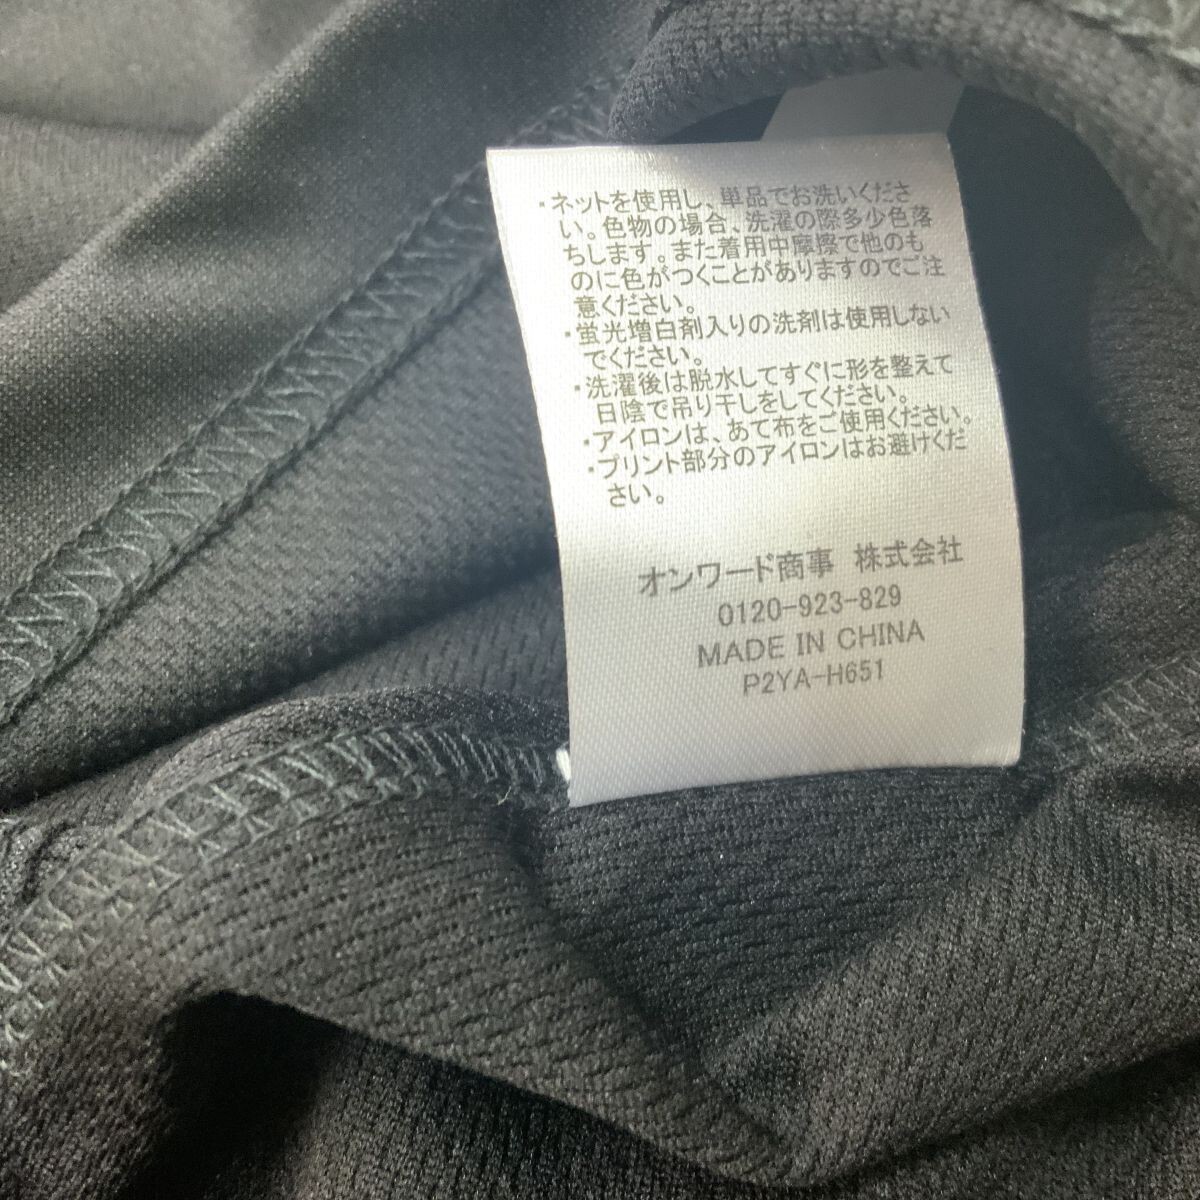 ・ネットを使用し、単品でお洗いくださ
い。色物の場合、洗濯の際多少色落
ちします。また着用中摩擦で他のも
のに色がつくことがありますのでご注
意ください。
・蛍光増白剤入りの洗剤は使用しない
でください。
・洗濯後は脱水してすぐに形を整えて
日陰で吊り干しをしてください。
・アイロンは、あて布をご使用ください。
・プリント部分のアイロンはお避けくだ
さい。
オンワード商事 株式会社
0120-923-829
MADE IN CHINA
P2YA-H651